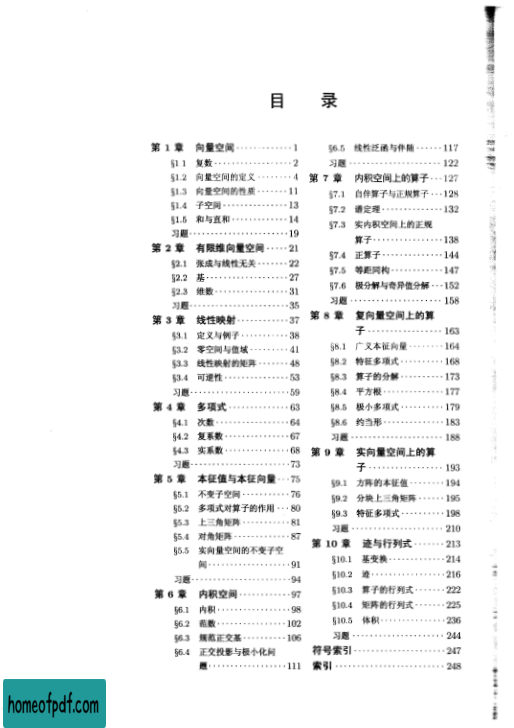 目 录
第 1 章 向量空间 ············· 1
§1.1 复数 ················· 2
§1.2 向量空间的定义 ········ 4
§1.3 向量空间的性质 ······· 11
§1.4 子空间 ·············· 13
§1.5 和与直和 ············ 14
习题 ···················· 19
第 2 章 有限维向量空间 ····· 21
§2.1 张成与线性无关 ······· 22
§2.2 基 ·················· 27
§2.3 维数 ················ 31
习题 ···················· 35
第 3 章 线性映射 ··········· 37
§3.1 定义与例子 ·········· 38
§3.2 零空间与值域 ········ 41
§3.3 线性映射的矩阵 ······· 48
§3.4 可逆性 ·············· 53
习题 ···················· 59
第 4 章 多项式 ············· 63
§4.1 次数 ················ 64
§4.2 复系数 ·············· 67
§4.3 实系数 ·············· 68
习题 ···················· 73
第 5 章 本征值与本征向量 ··· 75
§5.1 不变子空间 ·········· 76
§5.2 多项式对算子的作用 ··· 80
§5.3 上三角矩阵 ·········· 81
§5.4 对角矩阵 ············ 87
§5.5 实向量空间的不变子空
间 ················· 91
习题 ···················· 94
第 6 章 内积空间 ··········· 97
§6.1 内积 ················ 98
§6.2 范数 ··············· 102
§6.3 规范正交基 ·········· 106
§6.4 正交投影与极小化问
题 ················· 111
§6.5 线性泛函与伴随 ······ 117
习题 ··················· 122
第 7 章 内积空间上的算子 ··· 127
§7.1 自伴算子与正规算子 ··· 128
§7.2 谱定理 ············· 132
§7.3 实内积空间上的正规
算子 ··············· 138
§7.4 正算子 ············· 144
§7.5 等距同构 ··········· 147
§7.6 极分解与奇异值分解 ··· 152
习题 ··················· 158
第 8 章 复向量空间上的算
子 ················ 163
§8.1 广义本征向量 ········ 164
§8.2 特征多项式 ·········· 168
§8.3 算子的分解 ·········· 173
§8.4 平方根 ············· 177
§8.5 极小多项式 ·········· 179
§8.6 约当形 ············· 183
习题 ··················· 188
第 9 章 实向量空间上的算
子 ················ 193
§9.1 方阵的本征值 ········ 194
§9.2 分块上三角矩阵 ······ 195
§9.3 特征多项式 ·········· 198
习题 ··················· 210
第 10 章 迹与行列式 ······· 213
§10.1 基变换 ············ 214
§10.2 迹 ··············· 216
§10.3 算子的行列式 ······· 222
§10.4 矩阵的行列式 ······· 225
§10.5 体积 ·············· 236
习题 ··················· 244
符号索引 ················· 247
索引 ···················· 248
homeofpdf.com